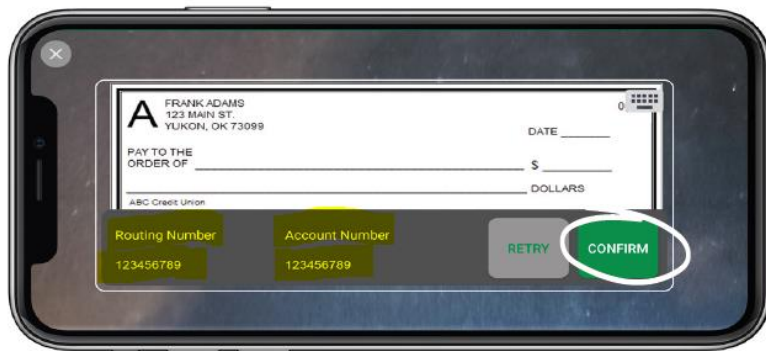 A
FRANK ADAMS
123 MAIN ST.
YUKON, OK 73099
0
DATE
PAY TO THE
ORDER OF
$
DOLLARS
ABC Credit Union
Routing Number
Account Number
123456789
123456789
RETRY
CONFIRM